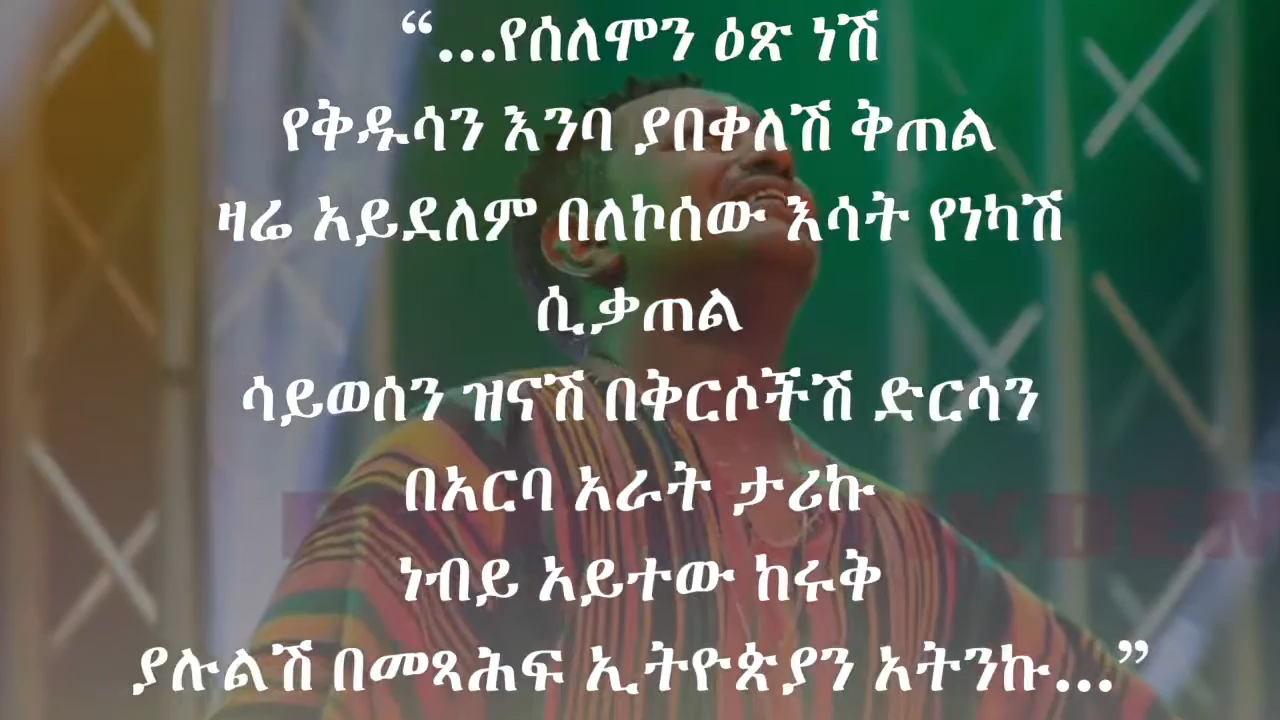 “...የሰለሞን ዕጽ ነሽ
የቅዱሳን እንባ ያበቀለሽ ቅጠል
ዛሬ አይደለም በለኮሰው እሳት የነካሽ
ሲቃጠል
ሳይወሰን ዝናሽ በቅርሶችሽ ድርሳን
በአርባ አራት ታሪኩ
ነብይ አይተው ከሩቅ
ያሉልሽ በመጻሕፍ ኢትዮጵያን አትንኩ...”